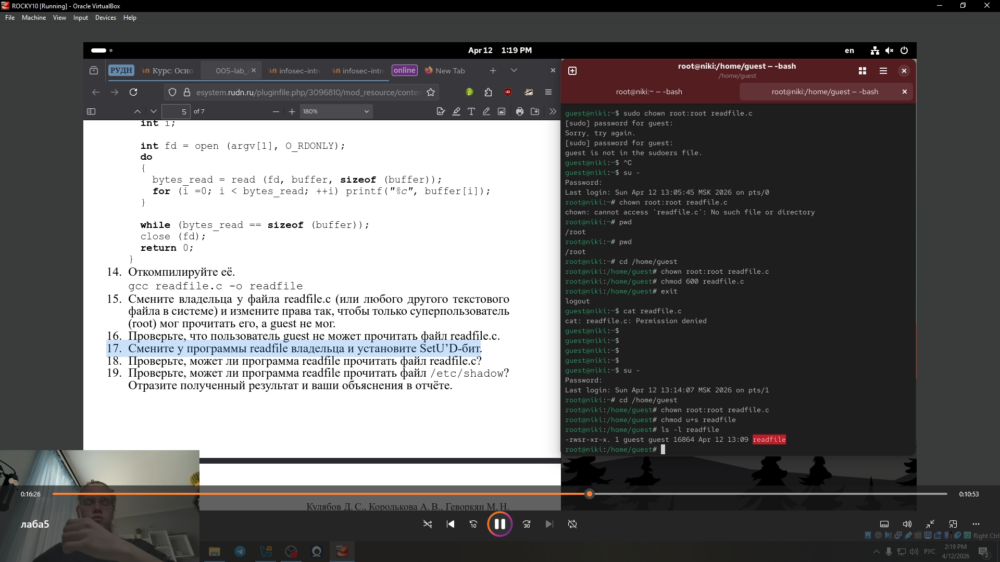 ROCKY10 [Running] - Oracle VirtualBox
File Machine View Input Devices Help
Apr 12 1:19 PM
en
РУДН
Курс: Осно
005-lab_
infosec-intr
infosec-intr
online
New Tab
esystem.rudn.ru/pluginfile.php/3096810/mod_resource/conten
5 of 7
180%
int i;
int fd = open (argv[1], O_RDONLY);
do
{
bytes_read = read (fd, buffer, sizeof (buffer));
for (i =0; i < bytes_read; ++i) printf("%c", buffer[i]);
}
while (bytes_read == sizeof (buffer));
close (fd);
return 0;
}
14. Откомпилируйте её.
gcc readfile.c -o readfile
15. Смените владельца у файла readfile.c (или любого другого текстового
файла в системе) и измените права так, чтобы только суперпользователь
(root) мог прочитать его, a guest не мог.
16. Проверьте, что пользователь guest не может прочитать файл readfile.c.
17. Смените у программы readfile владельца и установите SetU’D-бит.
18. Проверьте, может ли программа readfile прочитать файл readfile.c?
19. Проверьте, может ли программа readfile прочитать файл /etc/shadow?
Отразите полученный результат и ваши объяснения в отчёте.
Кулябов Д. С., Королькова А. В., Геворкян М. Н.
root@niki:/home/guest — -bash
/home/guest
root@niki:~ — -bash
root@niki:/home/guest — -bash
guest@niki:~$ sudo chown root:root readfile.c
[sudo] password for guest:
Sorry, try again.
[sudo] password for guest:
guest is not in the sudoers file.
guest@niki:~$ ^C
guest@niki:~$ su -
Password:
Last login: Sun Apr 12 13:05:45 MSK 2026 on pts/0
root@niki:~# chown root:root readfile.c
chown: cannot access 'readfile.c': No such file or directory
root@niki:~# pwd
/root
root@niki:~# pwd
/root
root@niki:~# cd /home/guest
root@niki:/home/guest# chown root:root readfile.c
root@niki:/home/guest# chmod 600 readfile.c
root@niki:/home/guest# exit
logout
guest@niki:~$ cat readfile.c
cat: readfile.c: Permission denied
guest@niki:~$
guest@niki:~$
guest@niki:~$
guest@niki:~$
guest@niki:~$ su -
Password:
Last login: Sun Apr 12 13:14:07 MSK 2026 on pts/1
root@niki:~# cd /home/guest
root@niki:/home/guest# chown root:root readfile.c
root@niki:/home/guest# chmod u+s readfile
root@niki:/home/guest# ls -l readfile
-rwsr-xr-x. 1 guest guest 16864 Apr 12 13:09 readfile
root@niki:/home/guest#
0:16:26
0:10:53
лаба5
10
30
Right Ctrl
РУС
2:19 PM
4/12/2026
2